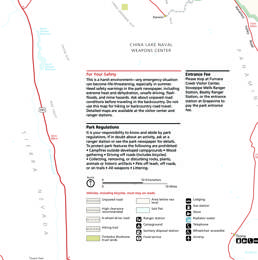 CHINA LAKE NAVAL
WEAPONS CENTER
For Your Safety
This is a harsh environment—any emergency situation
can become life-threatening, especially in summer.
Heed safety warnings in the park newspaper, including
extreme heat and dehydration, unsafe driving, flash
floods, and mine hazards. Ask about unpaved road
conditions before traveling in the backcountry. Do not
use this map for hiking or backcountry road travel.
Detailed maps are available at the visitor center and
ranger stations.
Entrance Fee
Please pay at Furnace
Creek Visitor Center,
Stovepipe Wells Ranger
Station, Beatty Ranger
Station, or the entrance
station at Grapevine to
pay the park entrance
fee.
Park Regulations
It is your responsibility to know and abide by park
regulations. If in doubt about an activity, ask at a
ranger station or see the park newspaper for details.
To protect park features the following are prohibited:
• Campfires outside developed campgrounds • Wood
gathering • Driving off roads (includes bicycles)
• Collecting, removing, or disturbing rocks, plants,
animals or historic artifacts • Pets off leash, off roads,
or on trails • All weapons • Littering.
North
0 10 Kilometers
0 10 Miles
Vehicles, including bicycles, must stay on roads.
Unpaved road
High clearance
recommended
4-wheel-drive road
Hiking trail
Timbisha Shoshone
trust lands
Area below sea
level
Salt flat
Ranger station
Campground
Sanitary disposal station
Food service
Lodging
Gas station
Store
Radiator water
Telephone
Wheelchair-accessible
Airstrip
SIERRA
NEVADA